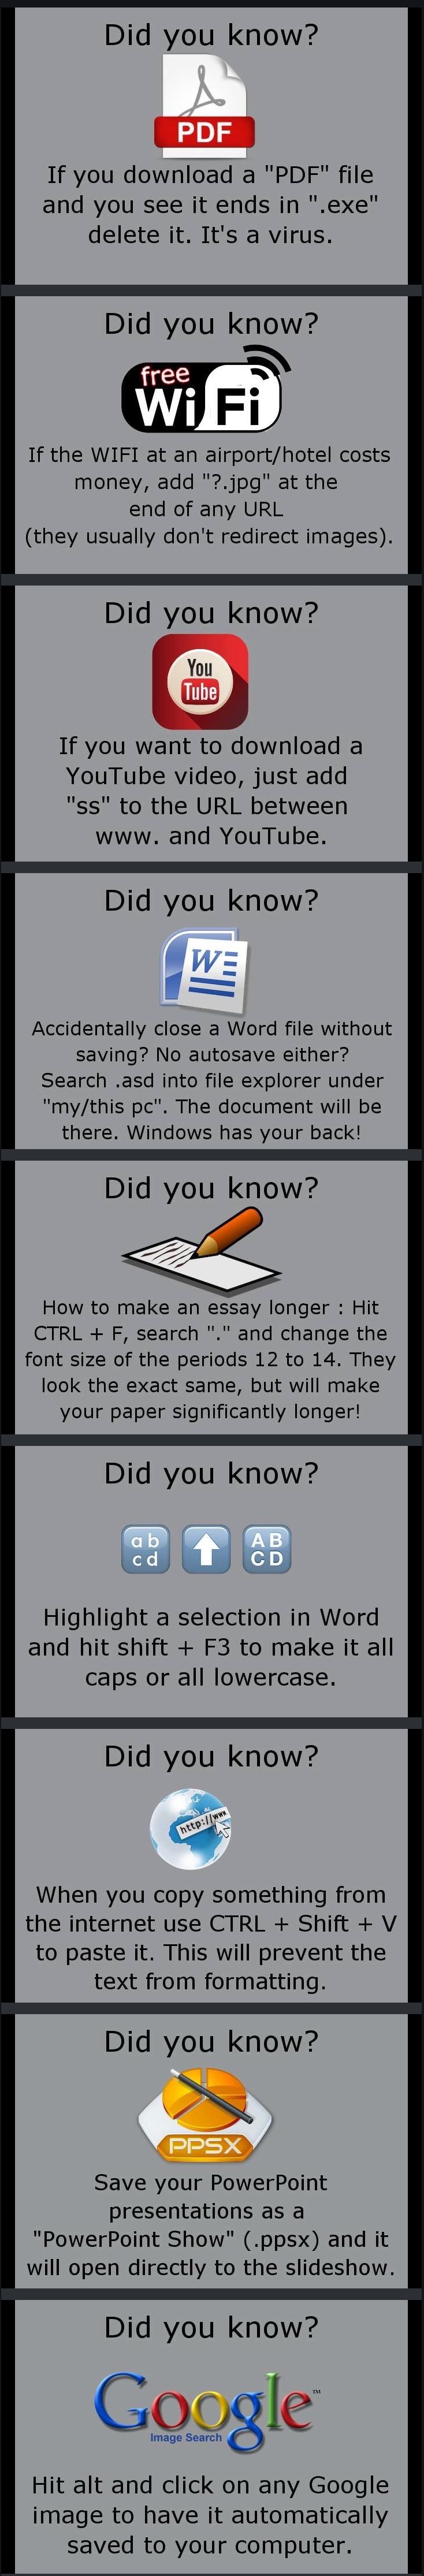 Did you know?
PDF
If you download a "PDF" file
and you see it ends in ".exe"
delete it. It's a virus.
Did you know?
free
Wi Fi
If the WIFI at an airport/hotel costs
money, add "?.jpg" at the
end of any URL
(they usually don't redirect images).
Did you know?
You
Tube
If you want to download a
YouTube video, just add
"ss" to the URL between
www. and YouTube.
Did you know?
W
Accidentally close a Word file without
saving? No autosave either?
Search .asd into file explorer under
"my/this pc". The document will be
there. Windows has your back!
Did you know?
How to make an essay longer : Hit
CTRL + F, search "." and change the
font size of the periods 12 to 14. They
look the exact same, but will make
your paper significantly longer!
Did you know?
ab AB
cd CD
Highlight a selection in Word
and hit shift + F3 to make it all
caps or all lowercase.
Did you know?
http://www
When you copy something from
the internet use CTRL + Shift + V
to paste it. This will prevent the
text from formatting.
Did you know?
PPSX
Save your PowerPoint
presentations as a
"PowerPoint Show" (.ppsx) and it
will open directly to the slideshow.
Did you know?
Google™
Image Search
Hit alt and click on any Google
image to have it automatically
saved to your computer.